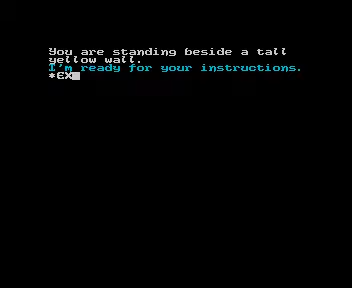 You are standing beside a tall
yellow wall.
I'm ready for your instructions.
*EX